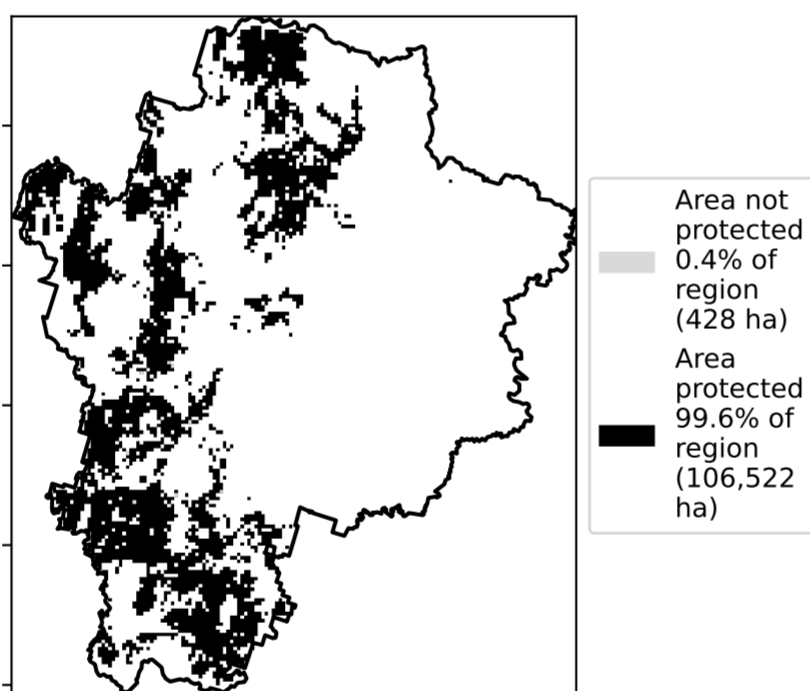 Area not
protected
0.4% of
region
(428 ha)
Area
protected
99.6% of
region
(106,522
ha)